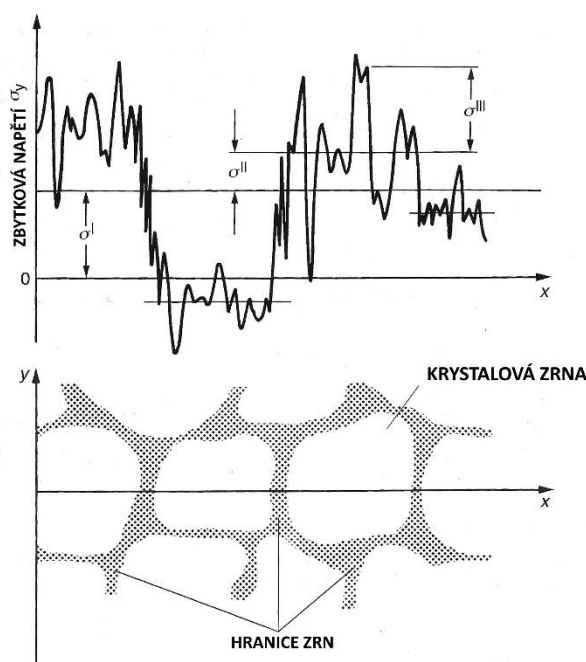 ZBYTKOVÁ NAPĚTÍ σy
σIII
σII
σI
0
x
y
KRYSTALOVÁ ZRNA
x
HRANICE ZRN